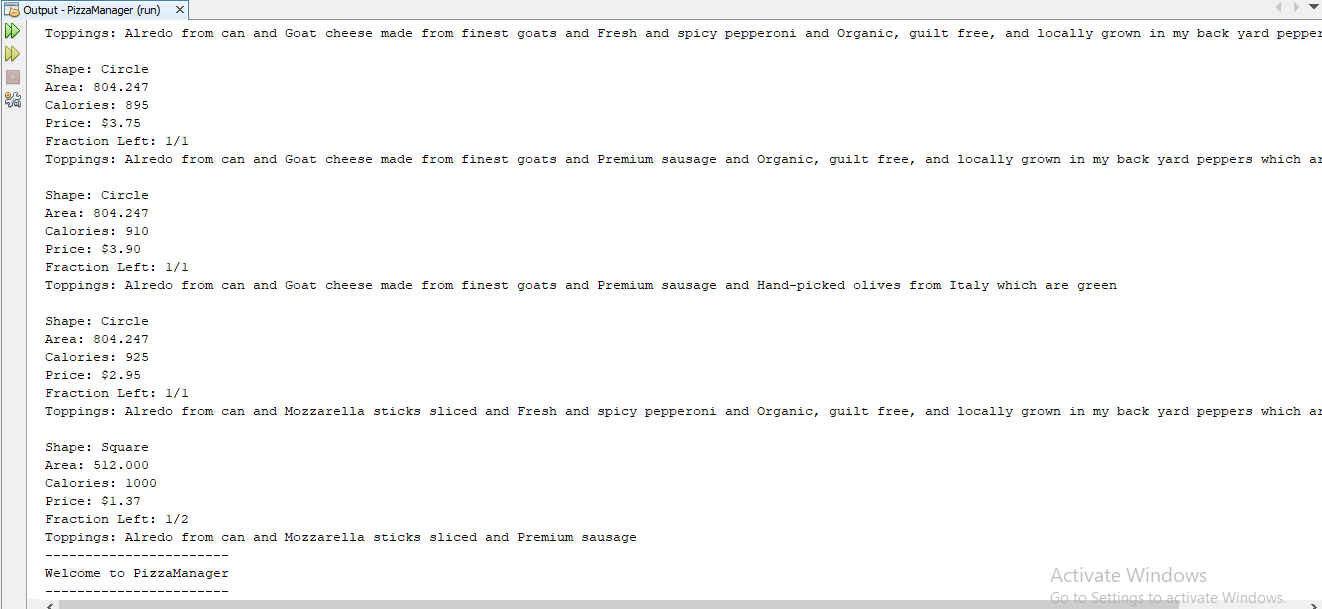 Output - PizzaManager (run)
Toppings: Alredo from can and Goat cheese made from finest goats and Fresh and spicy pepperoni and Organic, guilt free, and locally grown in my back yard pepper
Shape: Circle
Area: 804.247
Calories: 895
Price: $3.75
Fraction Left: 1/1
Toppings: Alredo from can and Goat cheese made from finest goats and Premium sausage and Organic, guilt free, and locally grown in my back yard peppers which ar
Shape: Circle
Area: 804.247
Calories: 910
Price: $3.90
Fraction Left: 1/1
Toppings: Alredo from can and Goat cheese made from finest goats and Premium sausage and Hand-picked olives from Italy which are green
Shape: Circle
Area: 804.247
Calories: 925
Price: $2.95
Fraction Left: 1/1
Toppings: Alredo from can and Mozzarella sticks sliced and Fresh and spicy pepperoni and Organic, guilt free, and locally grown in my back yard peppers which ar
Shape: Square
Area: 512.000
Calories: 1000
Price: $1.37
Fraction Left: 1/2
Toppings: Alredo from can and Mozzarella sticks sliced and Premium sausage
-----------------------
Welcome to PizzaManager
-----------------------
Activate Windows
Go to Settings to activate Windows.